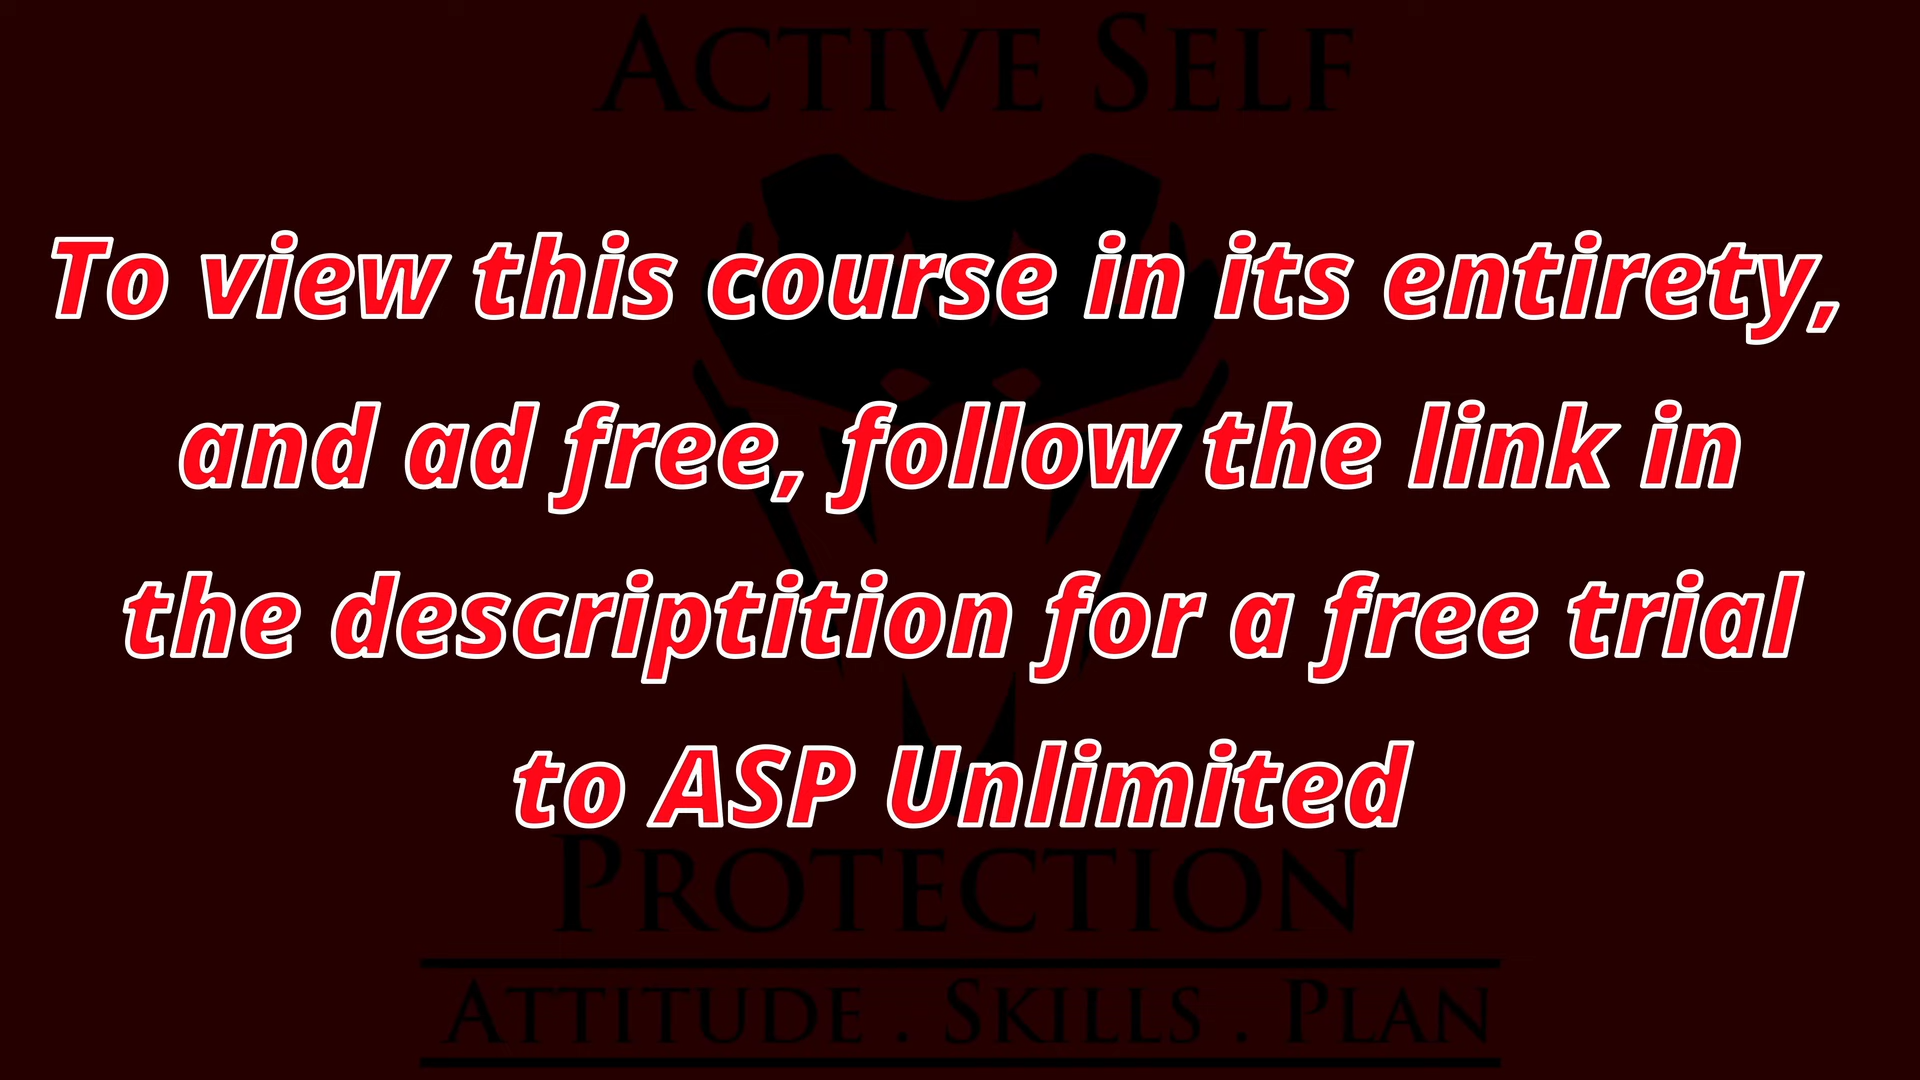 ACTIVE SELF
To view this course in its entirety,
and ad free, follow the link in
the descriptition for a free trial
to ASP Unlimited
PROTECTION
ATTITUDE . SKILLS . PLAN